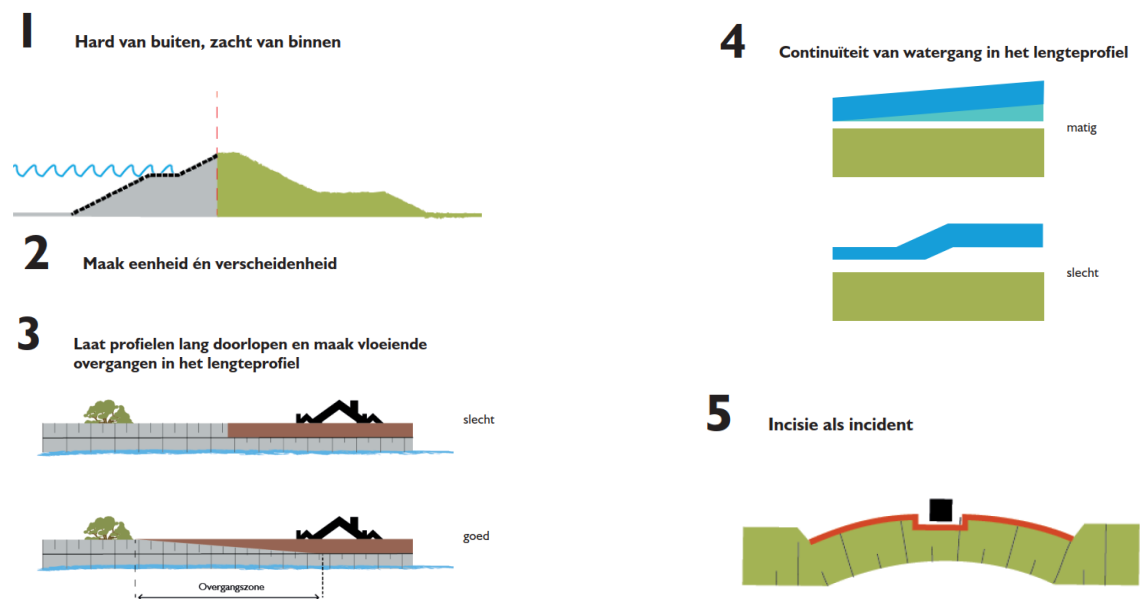 1
Hard van buiten, zacht van binnen
2
Maak eenheid én verscheidenheid
3
Laat profielen lang doorlopen en maak vloeiende
overgangen in het lengteprofiel
slecht
goed
Overgangszone
4
Continuïteit van watergang in het lengteprofiel
matig
slecht
5
Incisie als incident